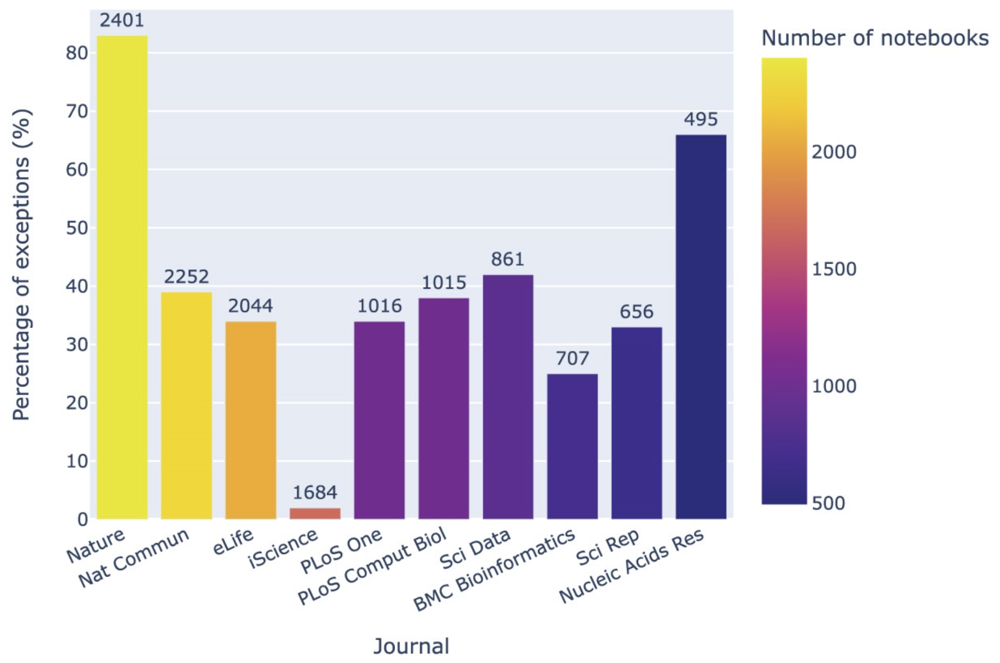 Percentage of exceptions (%)
80
70
60
50
40
30
20
10
0
2401
2252
2044
1684
1016
1015
861
707
656
495
Nature
Nat Commun
eLife
iScience
PLoS One
PLoS Comput Biol
Sci Data
BMC Bioinformatics
Sci Rep
Nucleic Acids Res
Journal
Number of notebooks
2000
1500
1000
500